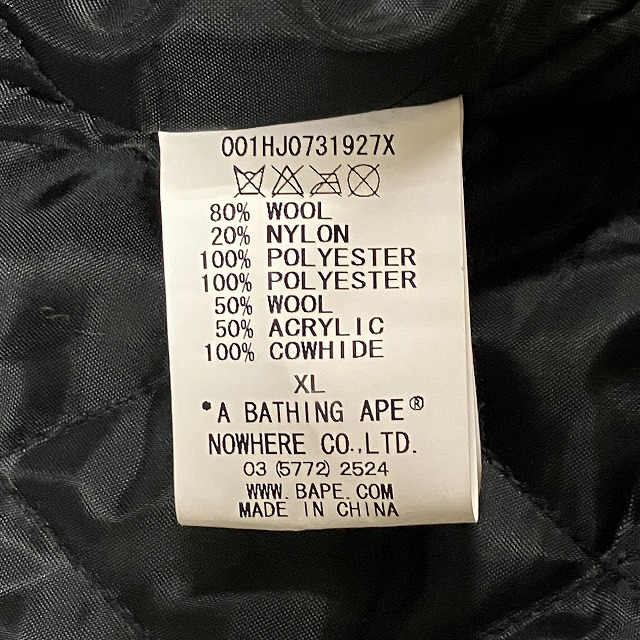 001HJ0731927X
80% WOOL
20% NYLON
100% POLYESTER
100% POLYESTER
50% WOOL
50% ACRYLIC
100% COWHIDE
XL
*A BATHING APE®
NOWHERE CO.,LTD.
03 (5772) 2524
WWW.BAPE.COM
MADE IN CHINA